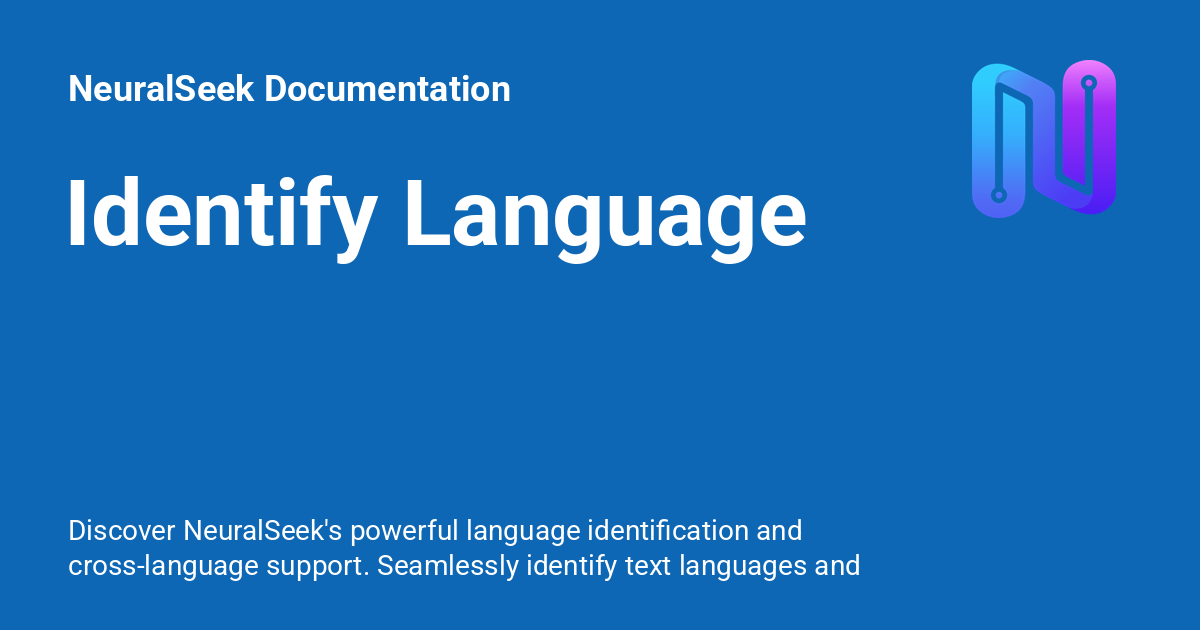 NeuralSeek Documentation
Identify Language
Discover NeuralSeek's powerful language identification and
cross-language support. Seamlessly identify text languages and